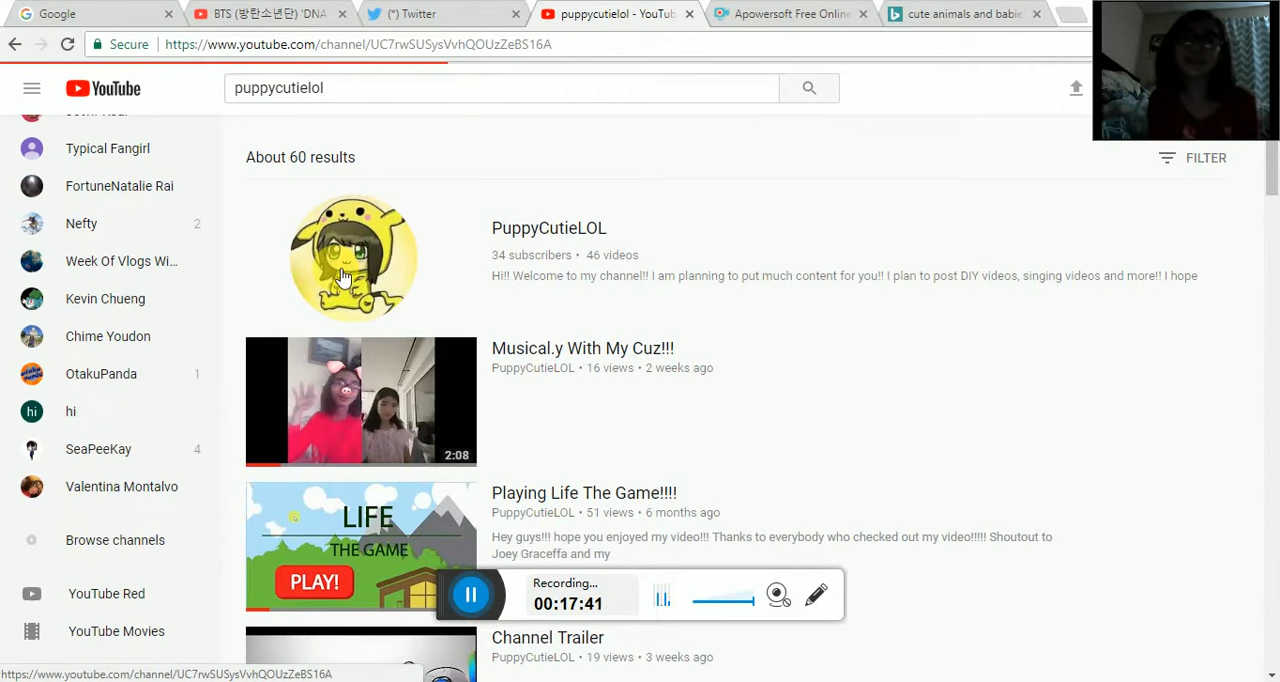 Google
BTS (방탄소년단) 'DNA
(*) Twitter
puppycutielol - YouTub
Apowersoft Free Online
cute animals and babie
Secure
https://www.youtube.com/channel/UC7rwSUSysVvhQOUzZeBS16A
YouTube
puppycutielol
Typical Fangirl
FortuneNatalie Rai
Nefty 2
Week Of Vlogs Wi...
Kevin Chueng
Chime Youdon
OtakuPanda 1
hi hi
SeaPeeKay 4
Valentina Montalvo
Browse channels
YouTube Red
YouTube Movies
About 60 results
FILTER
PuppyCutieLOL
34 subscribers • 46 videos
Hi!! Welcome to my channel!! I am planning to put much content for you!! I plan to post DIY videos, singing videos and more!! I hope
2:08
Musical.y With My Cuz!!!
PuppyCutieLOL • 16 views • 2 weeks ago
LIFE
THE GAME
PLAY!
Playing Life The Game!!!!
PuppyCutieLOL • 51 views • 6 months ago
Hey guys!!! hope you enjoyed my video!!! Thanks to everybody who checked out my video!!!!! Shoutout to
Joey Graceffa and my
Recording...
00:17:41
Channel Trailer
PuppyCutieLOL • 19 views • 3 weeks ago
https://www.youtube.com/channel/UC7rwSUSysVvhQOUzZeBS16A